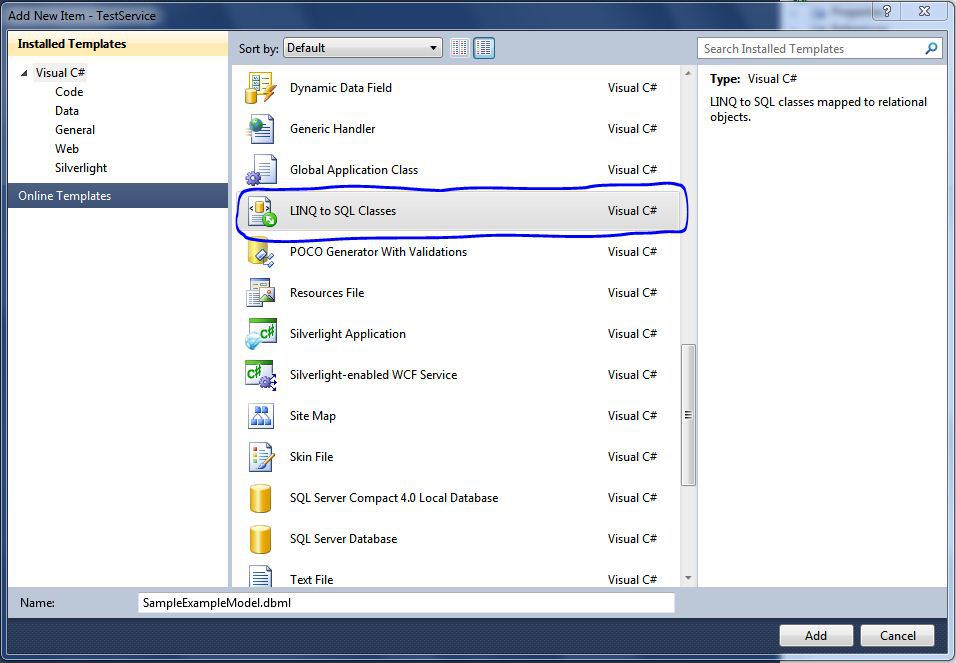 Add New Item - TestService
Installed Templates
Visual C#
Code
Data
General
Web
Silverlight
Online Templates
Sort by: Default
Search Installed Templates
Dynamic Data Field Visual C#
Generic Handler Visual C#
Global Application Class Visual C#
LINQ to SQL Classes Visual C#
POCO Generator With Validations Visual C#
Resources File Visual C#
Silverlight Application Visual C#
Silverlight-enabled WCF Service Visual C#
Site Map Visual C#
Skin File Visual C#
SQL Server Compact 4.0 Local Database Visual C#
SQL Server Database Visual C#
Text File Visual C#
Type: Visual C#
LINQ to SQL classes mapped to relational
objects.
Name: SampleExampleModel.dbml
Add Cancel